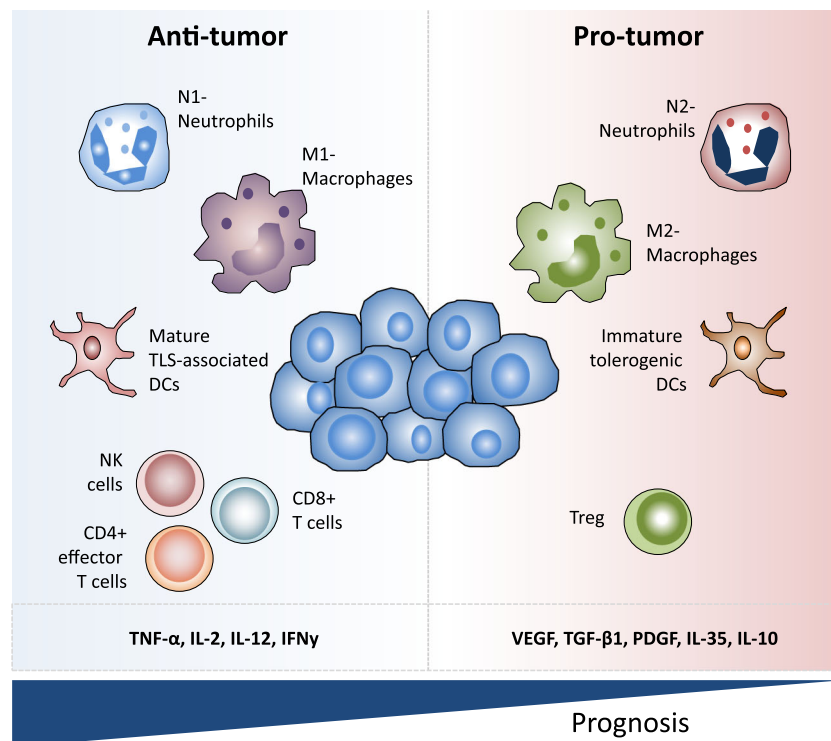 Anti-tumor
Pro-tumor
N1-
Neutrophils
M1-
Macrophages
Mature
TLS-associated
DCs
NK
cells
CD8+
T cells
CD4+
effector
T cells
N2-
Neutrophils
M2-
Macrophages
Immature
tolerogenic
DCs
Treg
TNF-α, IL-2, IL-12, IFNy
VEGF, TGF-β1, PDGF, IL-35, IL-10
Prognosis